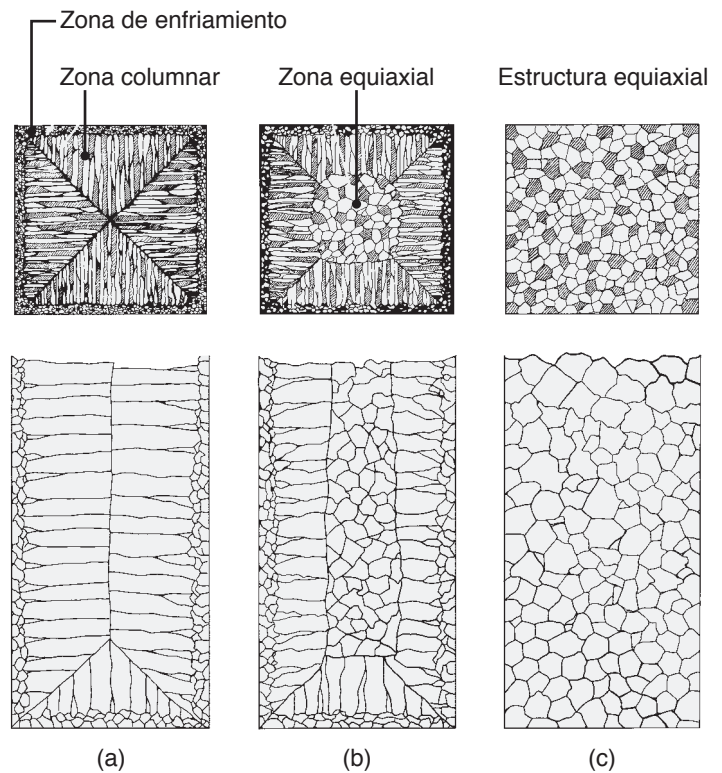 Zona de enfriamiento
Zona columnar
Zona equiaxial
Estructura equiaxial
(a)
(b)
(c)